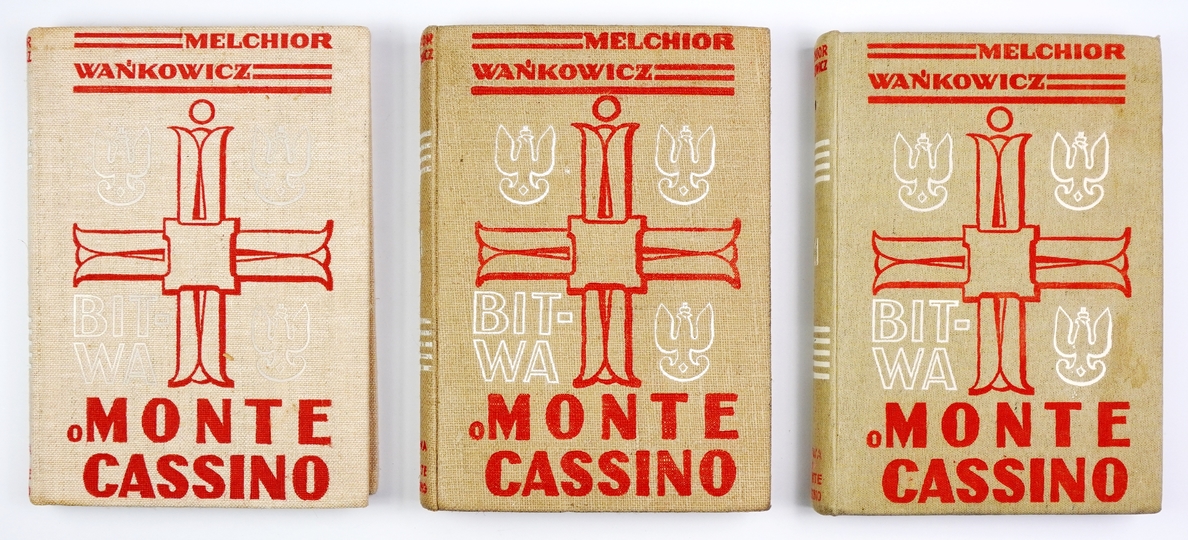 MELCHIOR
WAŃKOWICZ
BIT-
WA
o MONTE
CASSINO
MELCHIOR
WAŃKOWICZ
BIT-
WA
o MONTE
CASSINO
MELCHIOR
WAŃKOWICZ
BIT-
WA
o MONTE
CASSINO